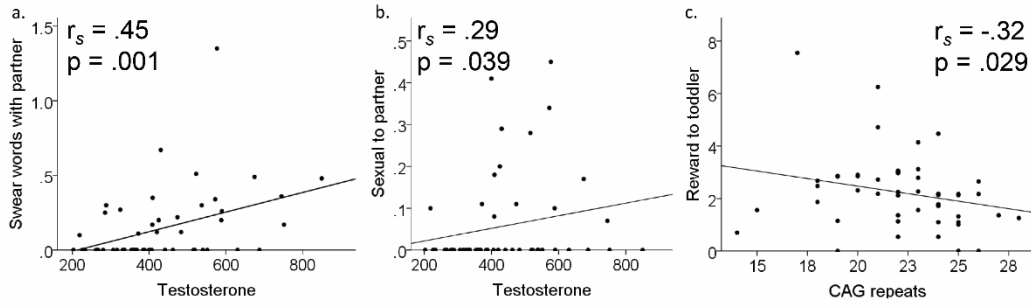 a.
r_s = .45
p = .001
Swear words with partner
1.5
1.0
.5
.0
200 400 600 800
Testosterone
b.
r_s = .29
p = .039
Sexual to partner
.5
.4
.3
.2
.1
.0
200 400 600 800
Testosterone
c.
r_s = -.32
p = .029
Reward to toddler
8
6
4
2
0
15 18 20 23 25 28
CAG repeats